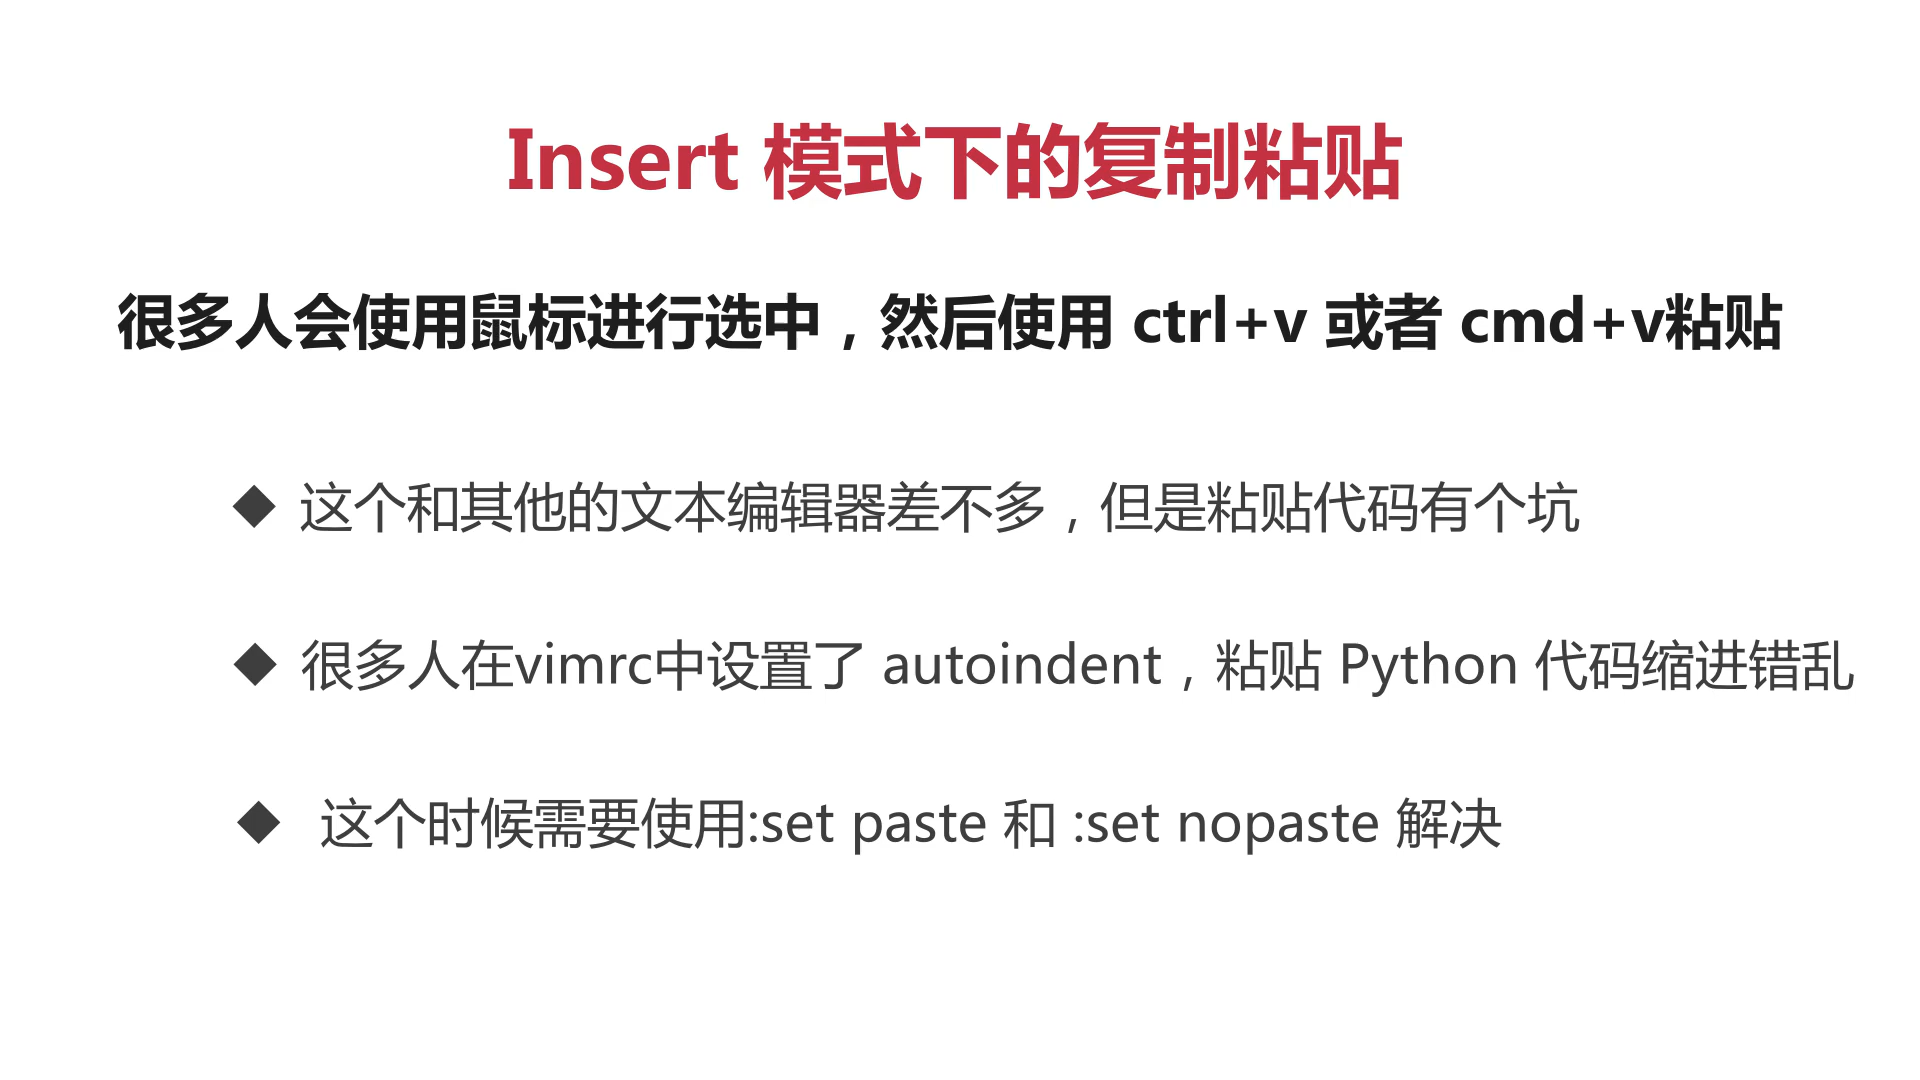 Insert 模式下的复制粘贴
很多人会使用鼠标进行选中，然后使用 ctrl+v 或者 cmd+v粘贴
◆ 这个和其他的文本编辑器差不多，但是粘贴代码有个坑
◆ 很多人在vimrc中设置了 autoindent，粘贴 Python 代码缩进错乱
◆ 这个时候需要使用:set paste 和 :set nopaste 解决